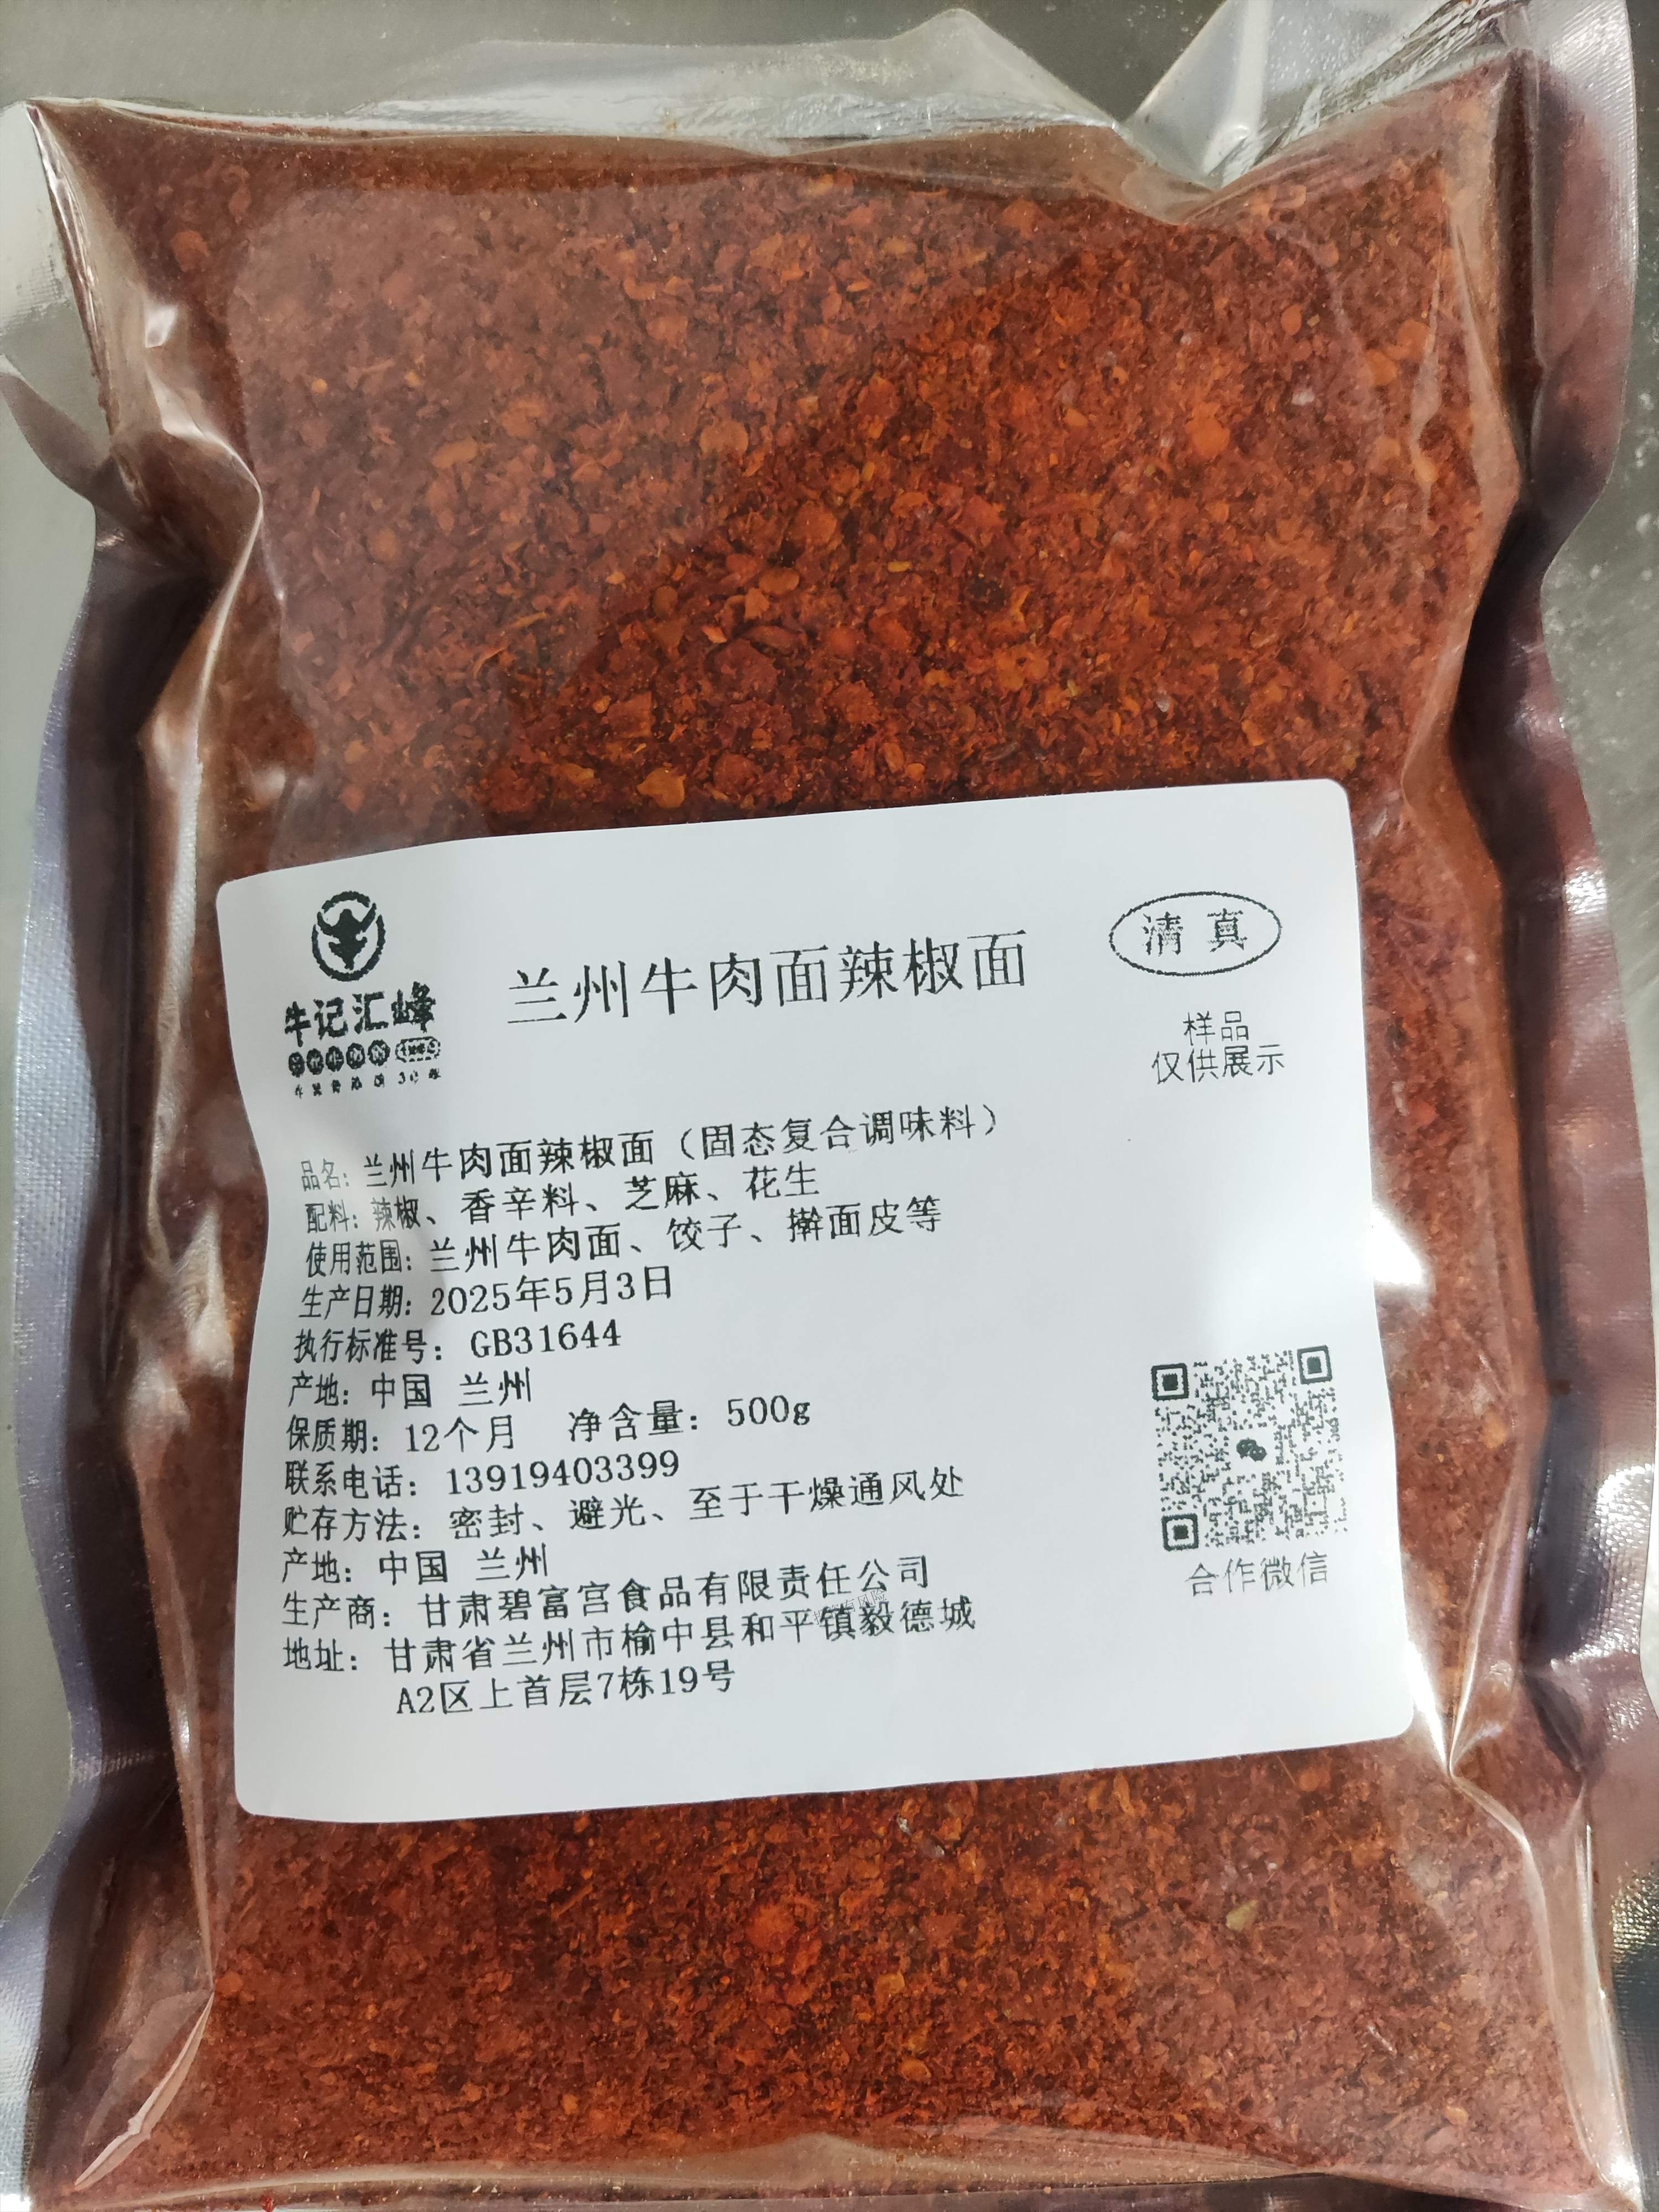 牛记汇峰
兰州牛肉面辣椒面
清真
样品
仅供展示
品名：兰州牛肉面辣椒面（固态复合调味料）
配料：辣椒、香辛料、芝麻、花生
使用范围：兰州牛肉面、饺子、擀面皮等
生产日期：2025年5月3日
执行标准号：GB31644
产地：中国 兰州
保质期：12个月 净含量：500g
联系电话：13919403399
贮存方法：密封、避光、至于干燥通风处
产地：中国 兰州
生产商：甘肃碧富宫食品有限责任公司
地址：甘肃省兰州市榆中县和平镇毅德城
A2区上首层7栋19号
合作微信